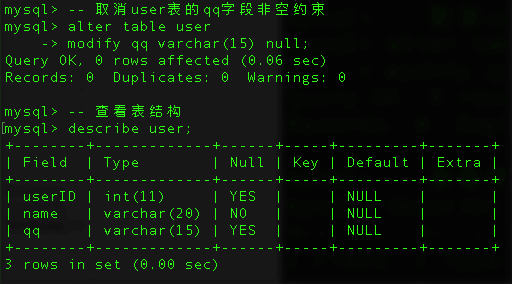 mysql> -- 取消user表的qq字段非空约束
mysql> alter table user
    -> modify qq varchar(15) null;
Query OK, 0 rows affected (0.06 sec)
Records: 0  Duplicates: 0  Warnings: 0
mysql> -- 查看表结构
mysql> describe user;
+--------+-------------+------+-----+---------+-------+
| Field  | Type        | Null | Key | Default | Extra |
+--------+-------------+------+-----+---------+-------+
| userID | int(11)     | YES  |     | NULL    |       |
| name   | varchar(20) | NO   |     | NULL    |       |
| qq     | varchar(15) | YES  |     | NULL    |       |
+--------+-------------+------+-----+---------+-------+
3 rows in set (0.00 sec)